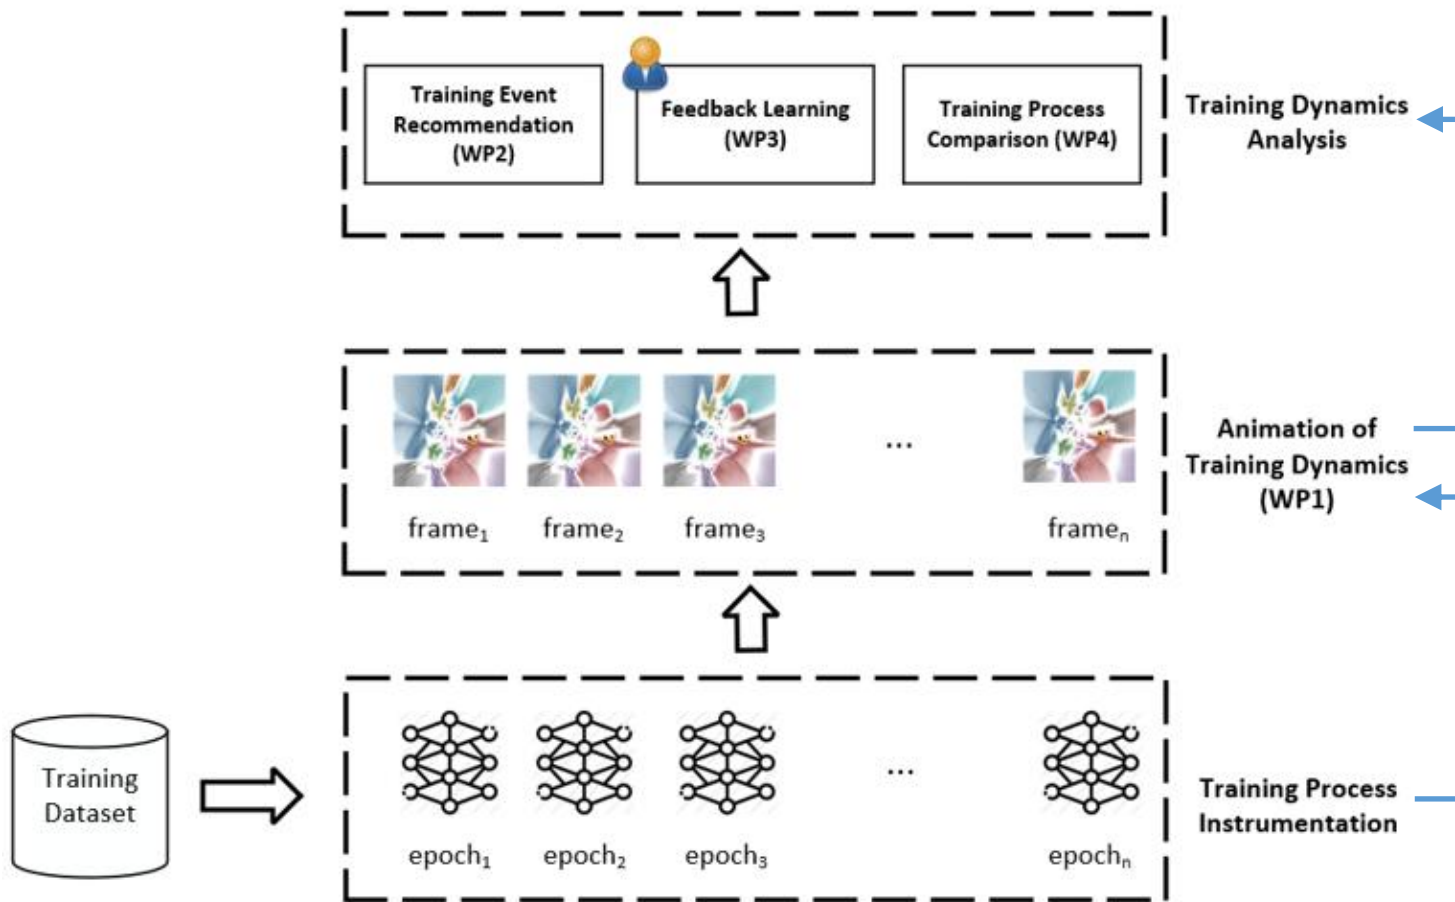 Training Event
Recommendation
(WP2)
Feedback Learning
(WP3)
Training Process
Comparison (WP4)
Training Dynamics
Analysis
frame₁
frame₂
frame₃
...
frameₙ
Animation of
Training Dynamics
(WP1)
Training
Dataset
epoch₁
epoch₂
epoch₃
...
epochₙ
Training Process
Instrumentation